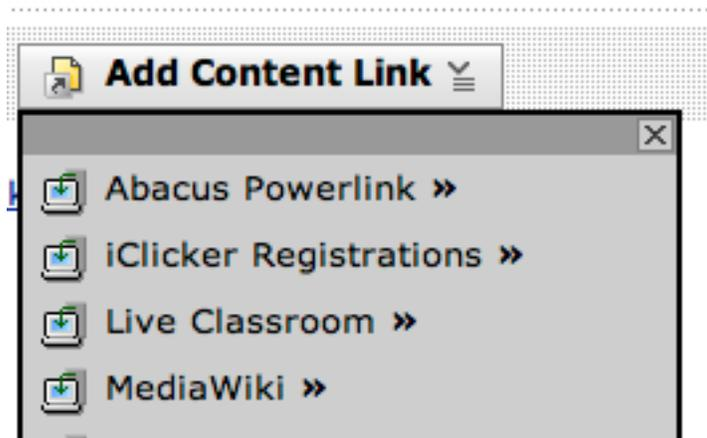 Add Content Link
Abacus Powerlink »
iClicker Registrations »
Live Classroom »
MediaWiki »